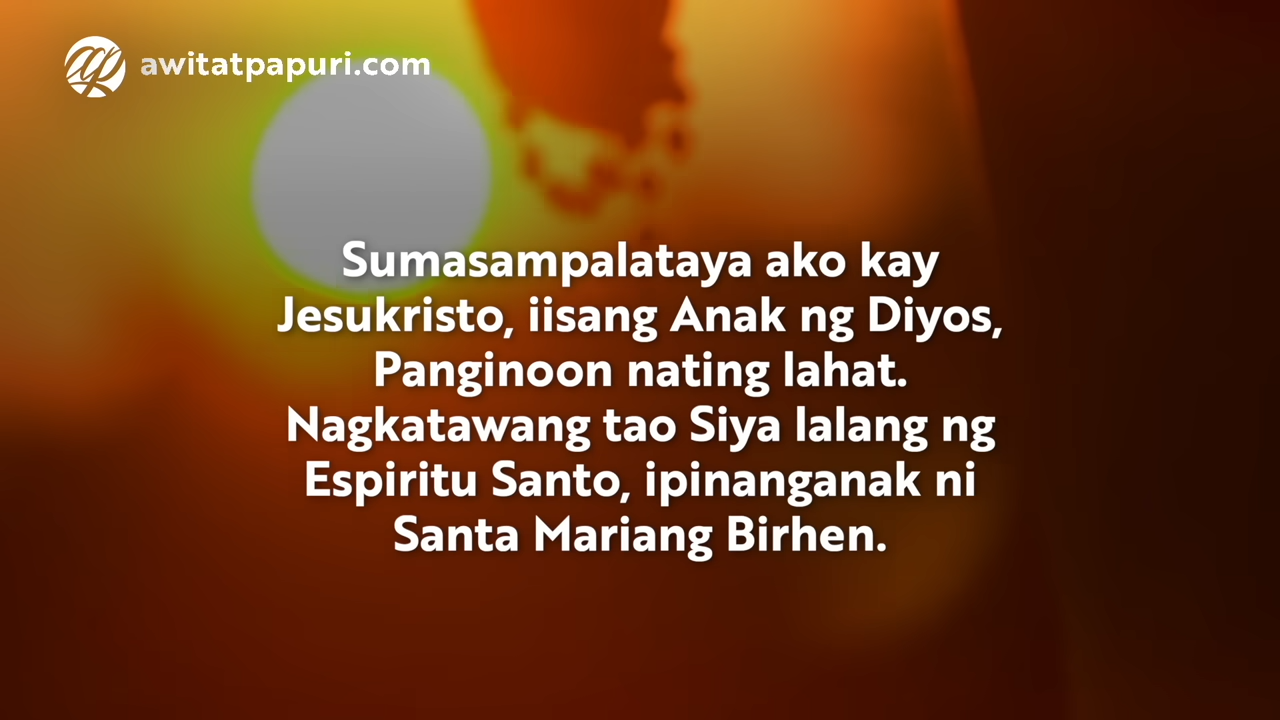 awitatpapuri.com
Sumasampalataya ako kay
Jesukristo, iisang Anak ng Diyos,
Panginoon nating lahat.
Nagkatawang tao Siya lalang ng
Espiritu Santo, ipinanganak ni
Santa Mariang Birhen.